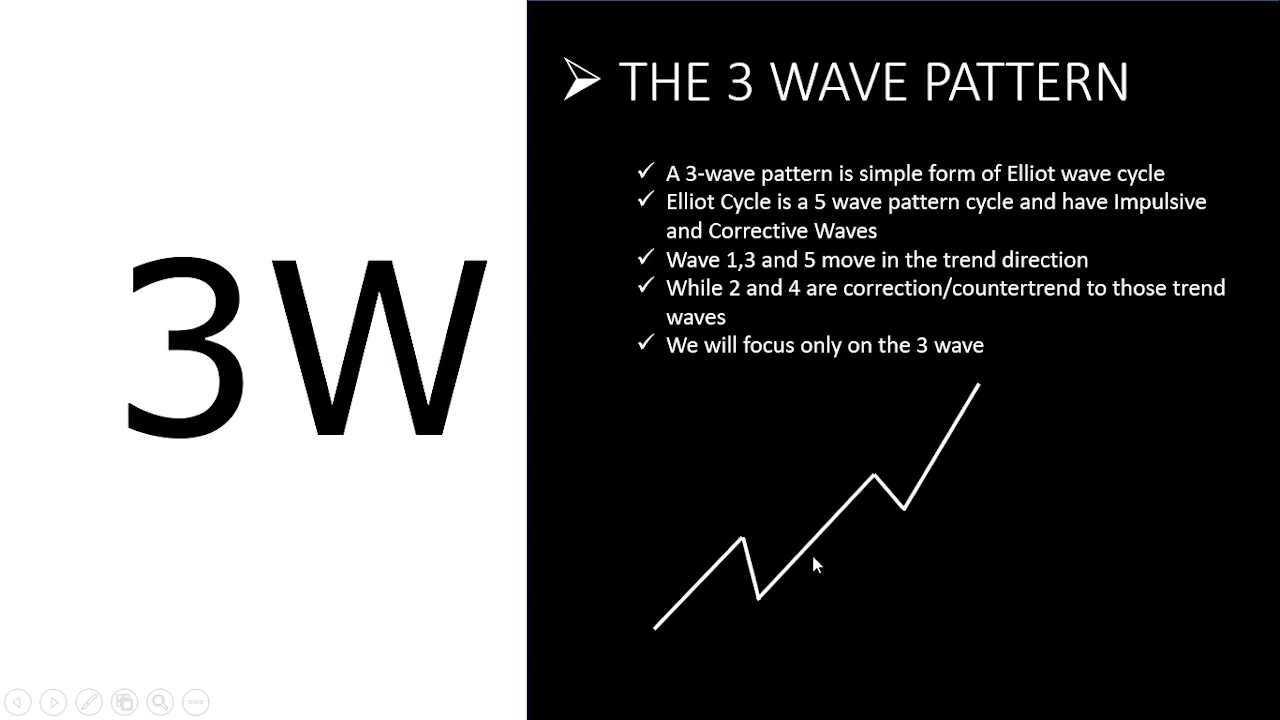 3W
THE 3 WAVE PATTERN
A 3-wave pattern is simple form of Elliot wave cycle
Elliot Cycle is a 5 wave pattern cycle and have Impulsive
and Corrective Waves
Wave 1,3 and 5 move in the trend direction
While 2 and 4 are correction/countertrend to those trend
waves
We will focus only on the 3 wave